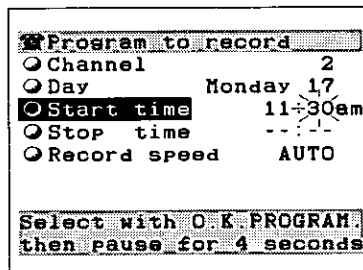 ☎Program to record
Channel 2
Day Monday 17
Start time 11:30am
Stop time --:--
Record speed AUTO
Select with O.K.PROGRAM.
then pause for 4 seconds